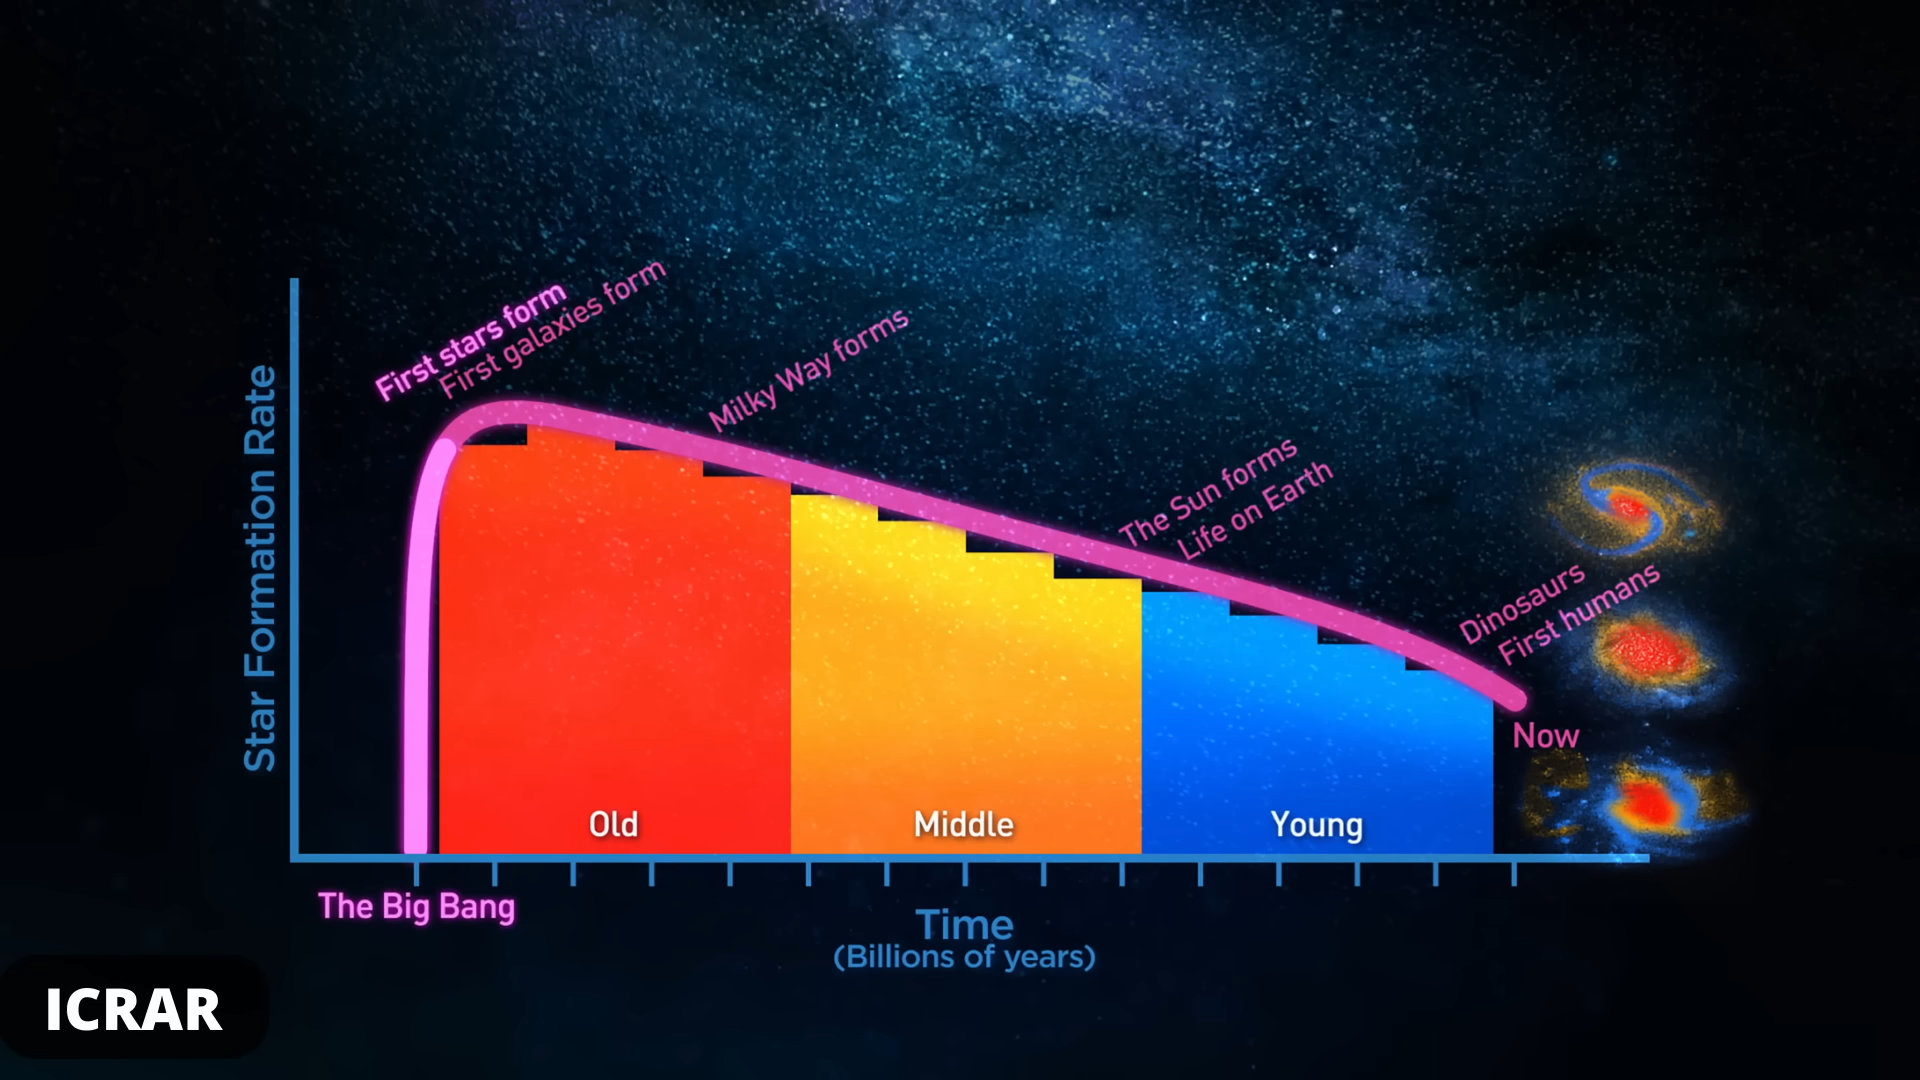 First stars form
First galaxies form
Milky Way forms
The Sun forms
Life on Earth
Dinosaurs
First humans
Now
Star Formation Rate
Old
Middle
Young
The Big Bang
Time
(Billions of years)
ICRAR